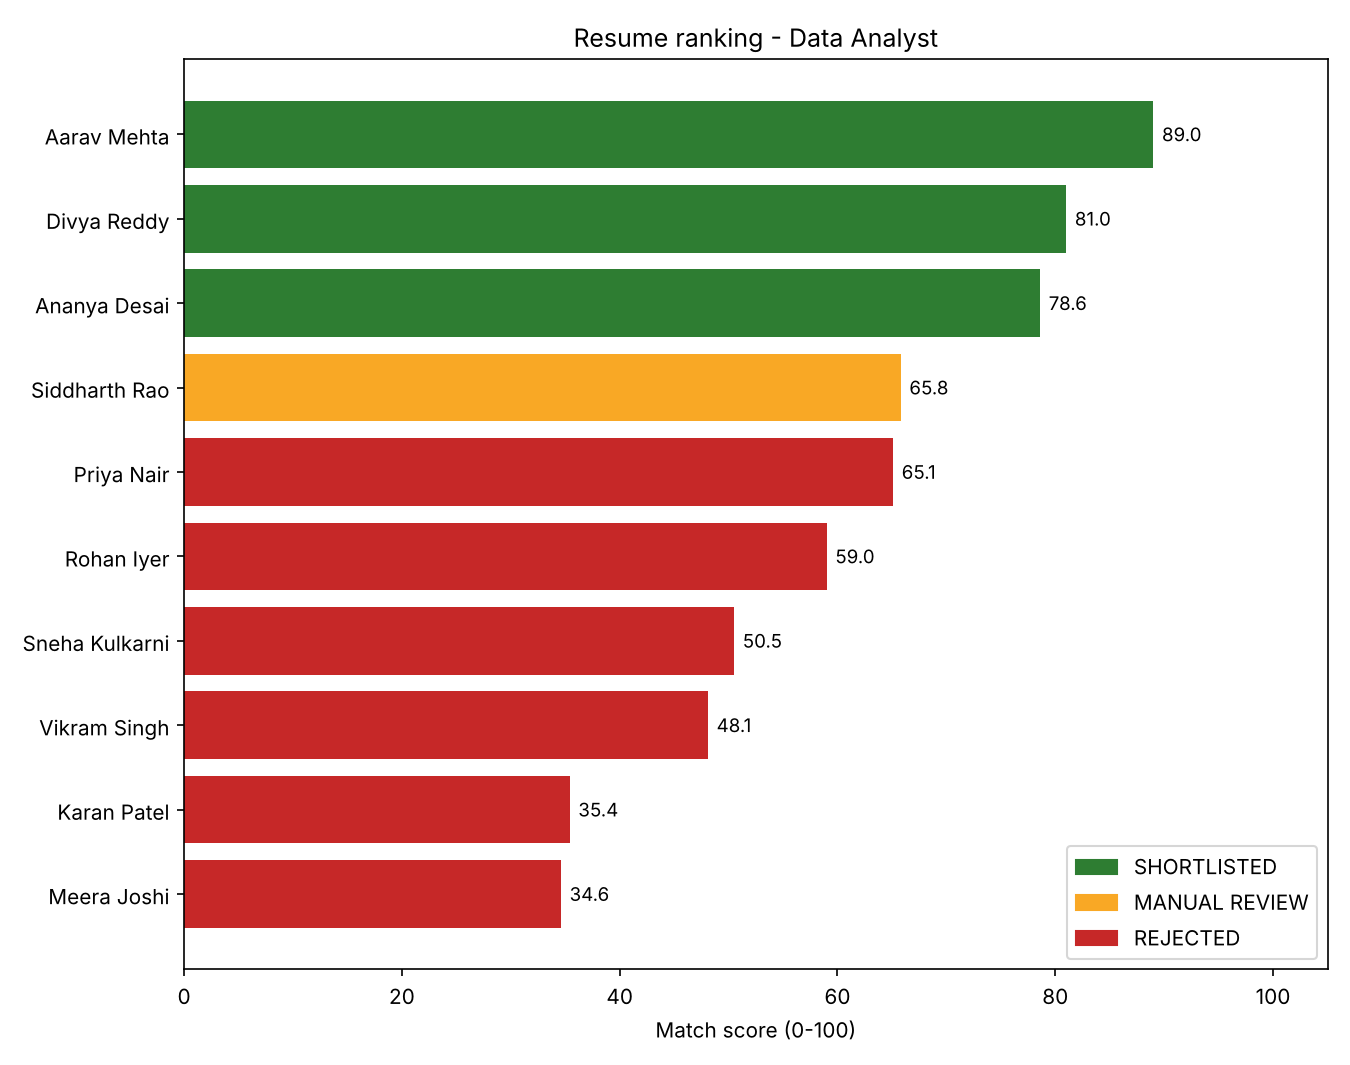 Resume ranking - Data Analyst
Aarav Mehta 89.0
Divya Reddy 81.0
Ananya Desai 78.6
Siddharth Rao 65.8
Priya Nair 65.1
Rohan Iyer 59.0
Sneha Kulkarni 50.5
Vikram Singh 48.1
Karan Patel 35.4
Meera Joshi 34.6
SHORTLISTED
MANUAL REVIEW
REJECTED
0 20 40 60 80 100
Match score (0-100)